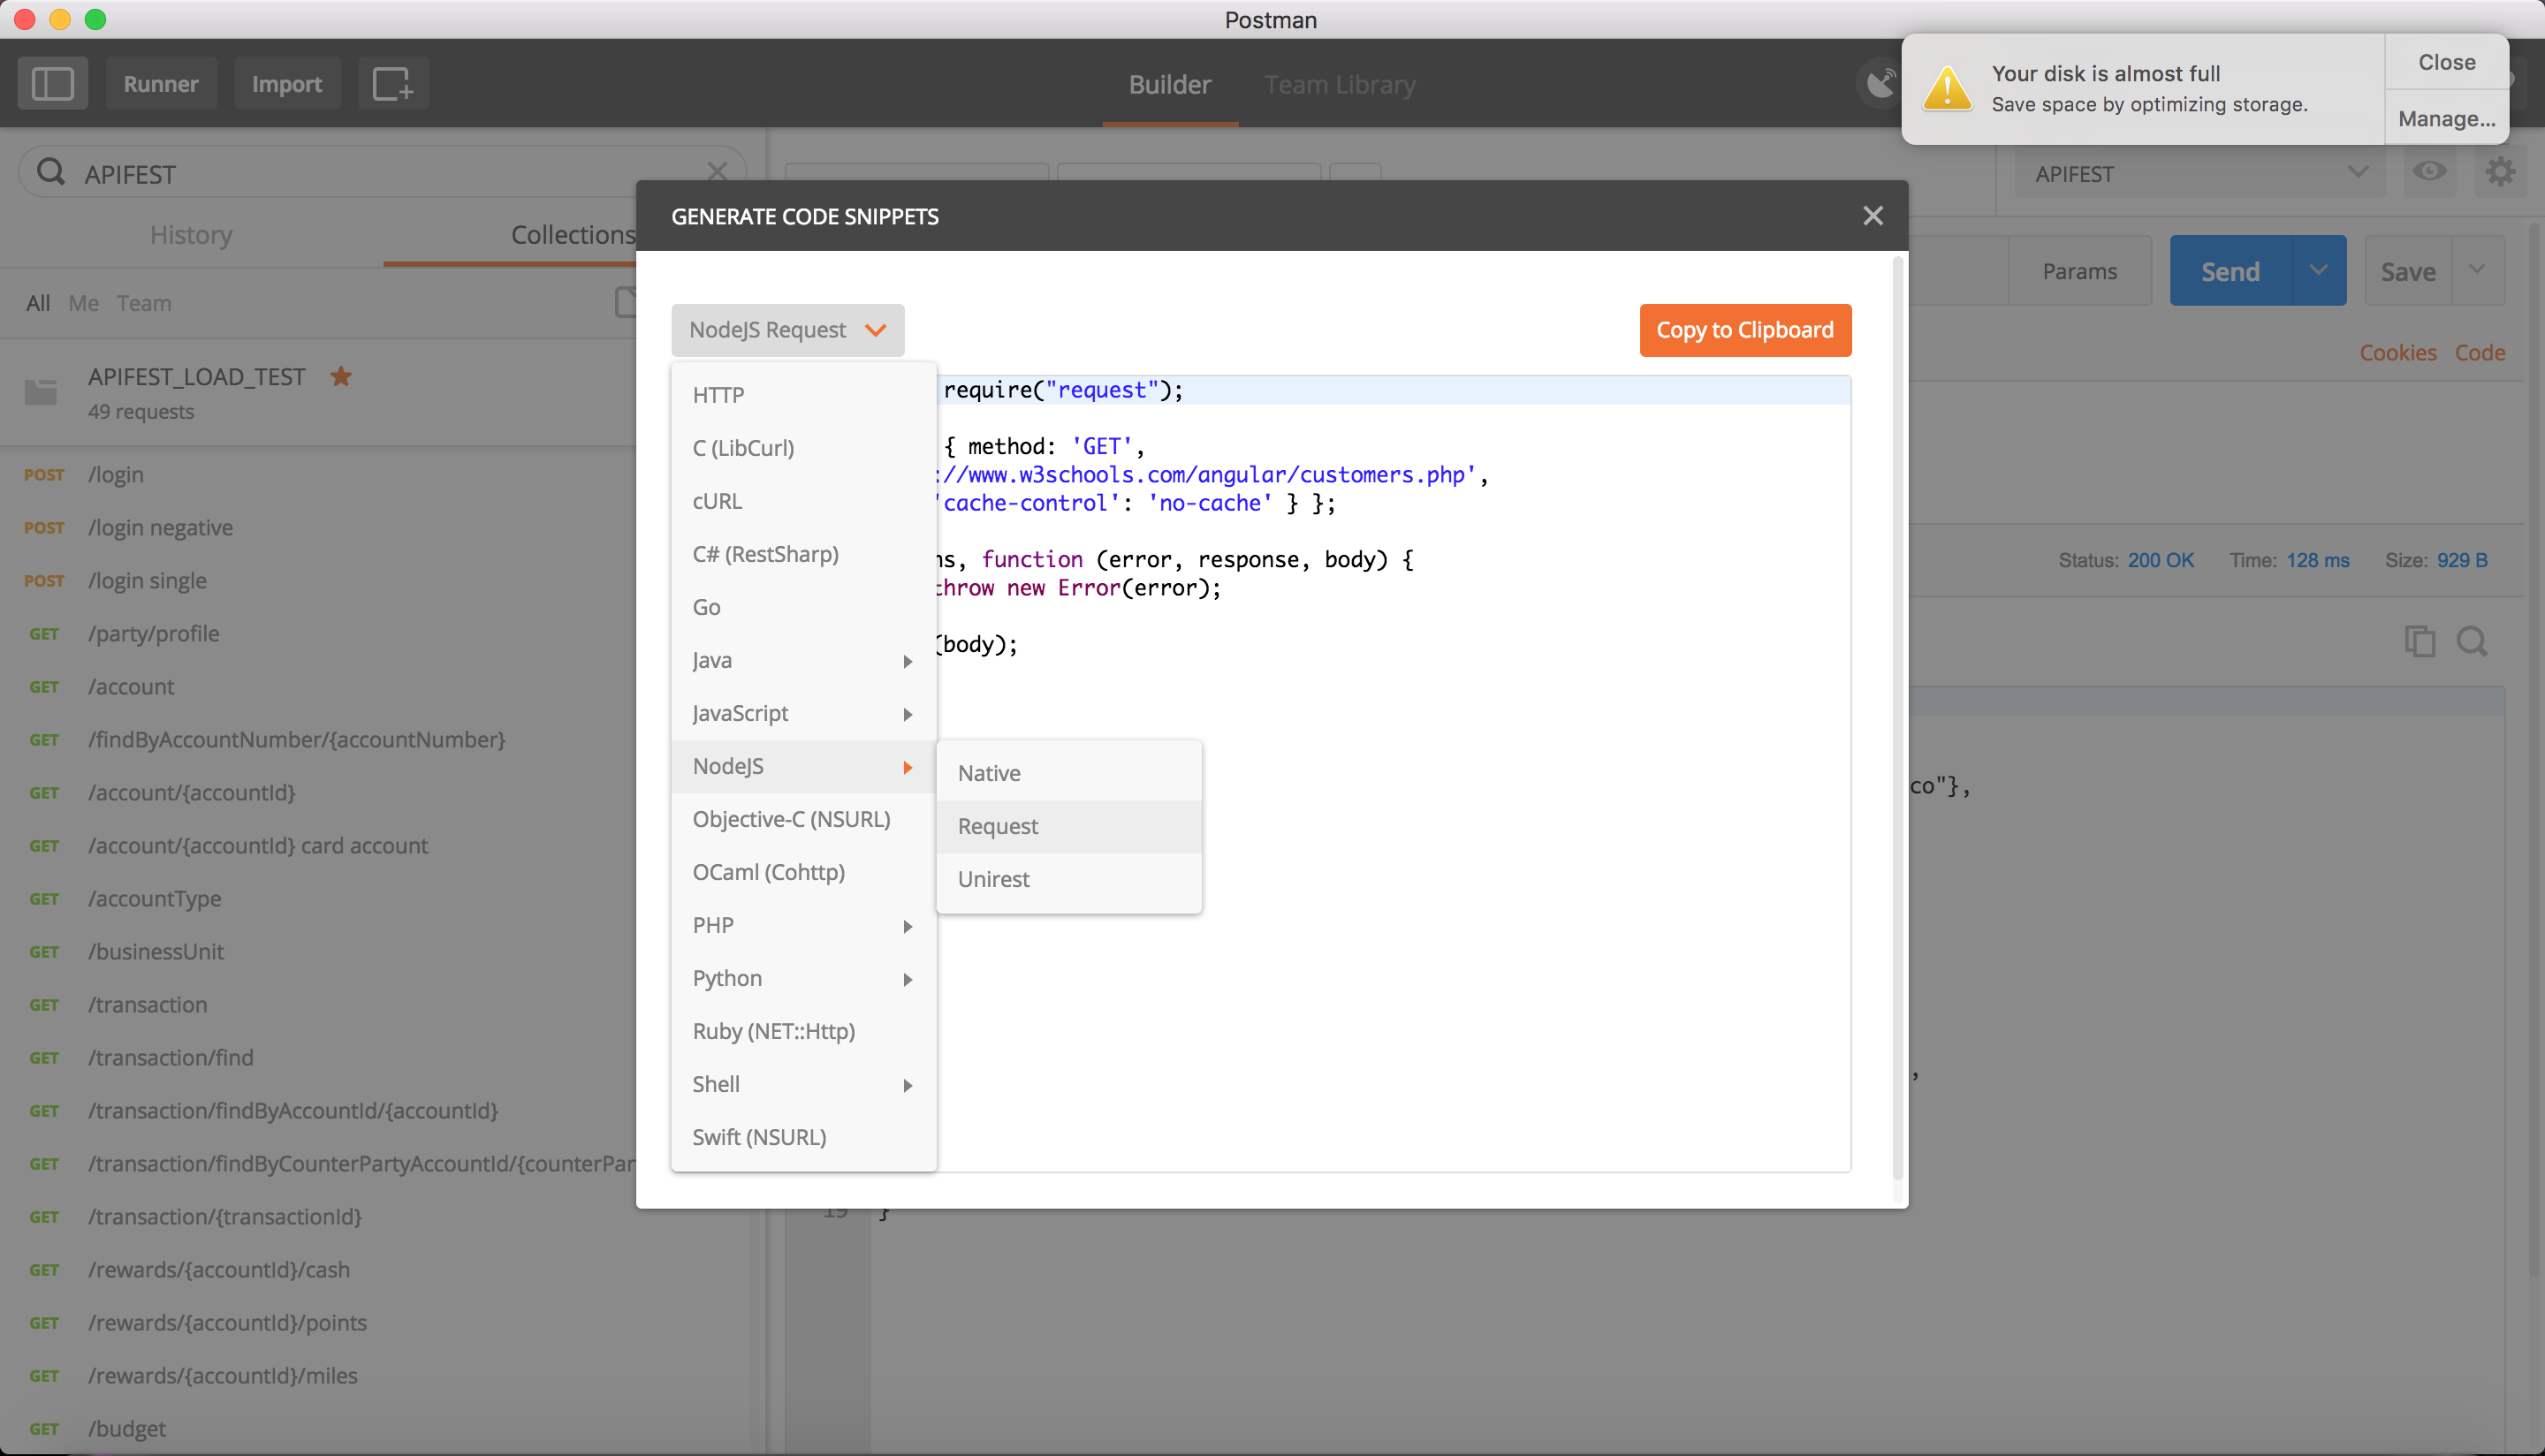 Postman
Runner
Import
Builder
Team Library
Your disk is almost full
Save space by optimizing storage.
Close
Manage...
APIFEST
APIFEST
History
Collections
All Me Team
Params
Send
Save
Cookies Code
APIFEST_LOAD_TEST
49 requests
POST /login
POST /login negative
POST /login single
GET /party/profile
GET /account
GET /findByAccountNumber/{accountNumber}
GET /account/{accountId}
GET /account/{accountId} card account
GET /accountType
GET /businessUnit
GET /transaction
GET /transaction/find
GET /transaction/findByAccountId/{accountId}
GET /transaction/findByCounterPartyAccountId/{counterPar
GET /transaction/{transactionId}
GET /rewards/{accountId}/cash
GET /rewards/{accountId}/points
GET /rewards/{accountId}/miles
GET /budget
GENERATE CODE SNIPPETS
NodeJS Request
Copy to Clipboard
HTTP
C (LibCurl)
cURL
C# (RestSharp)
Go
Java
JavaScript
NodeJS
Objective-C (NSURL)
OCaml (Cohttp)
PHP
Python
Ruby (NET::Http)
Shell
Swift (NSURL)
Native
Request
Unirest
require("request");
{ method: 'GET',
://www.w3schools.com/angular/customers.php',
'cache-control': 'no-cache' } };
ns, function (error, response, body) {
throw new Error(error);
(body);
Status: 200 OK Time: 128 ms Size: 929 B
co"},
,
19 }